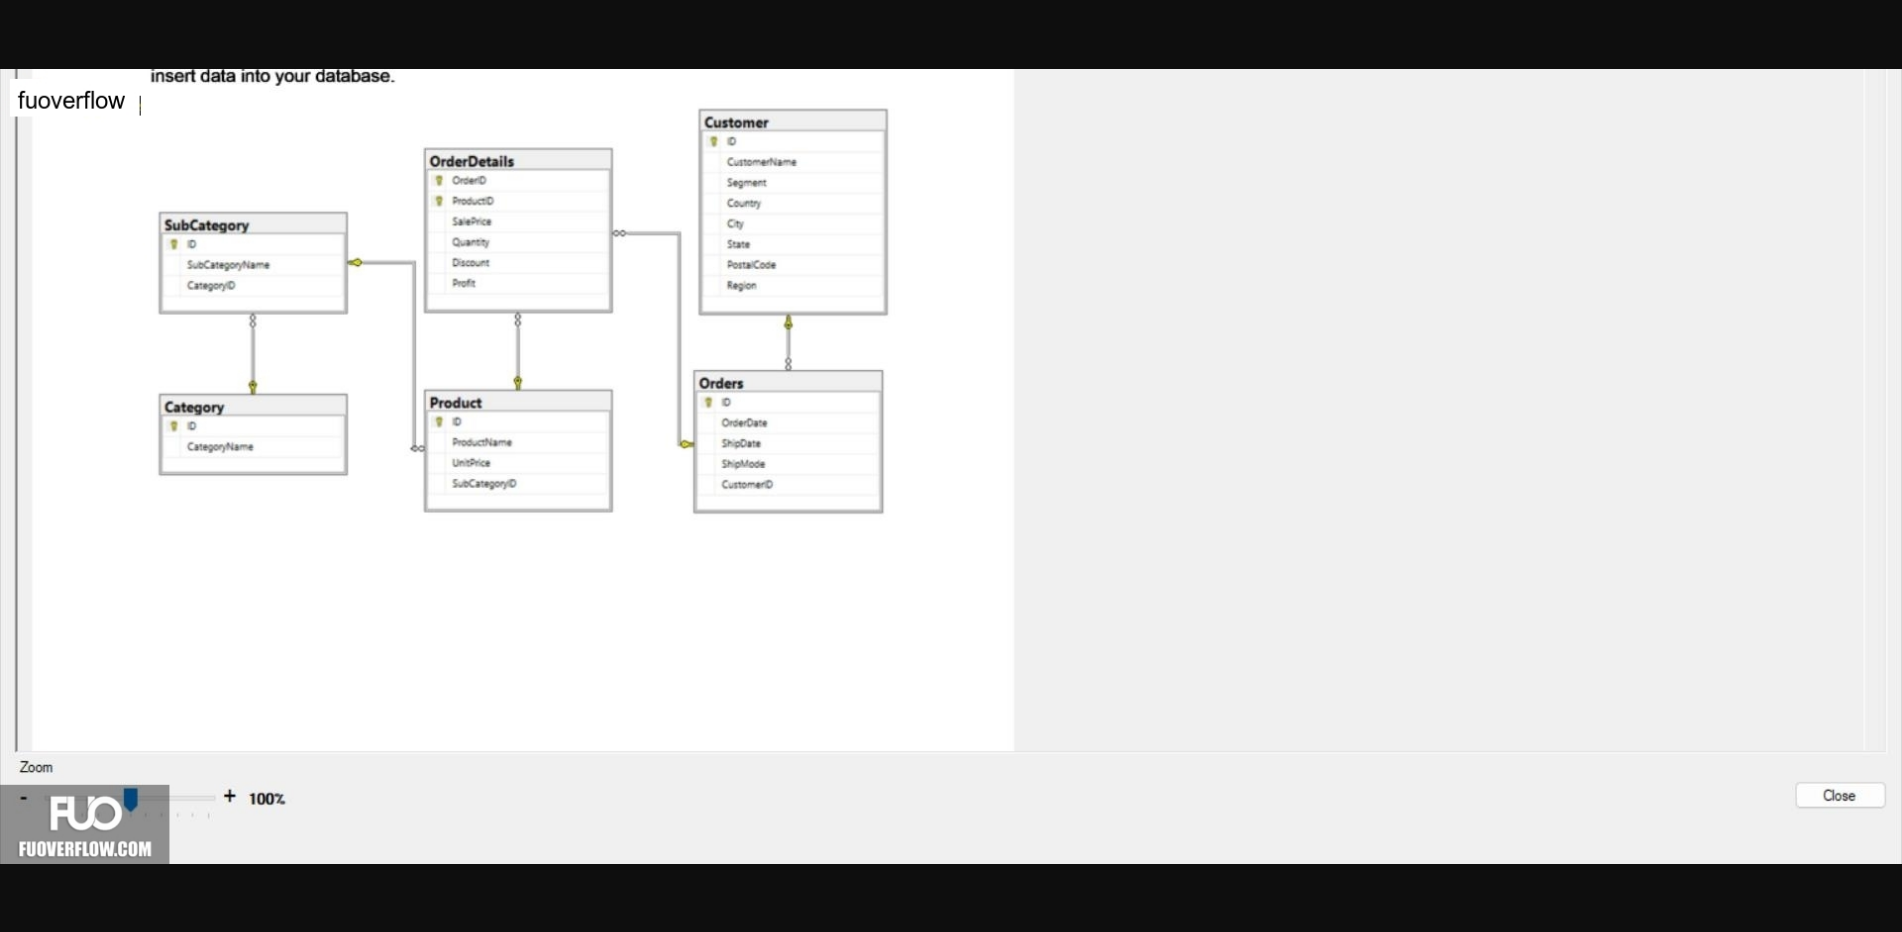 insert data into your database.
fuoverflow
Customer
ID
CustomerName
Segment
Country
City
State
PostalCode
Region
OrderDetails
OrderID
ProductID
SalePrice
Quantity
Discount
Profit
SubCategory
ID
SubCategoryName
CategoryID
Category
ID
CategoryName
Product
ID
ProductName
UnitPrice
SubCategoryID
Orders
ID
OrderDate
ShipDate
ShipMode
CustomerID
Zoom
- + 100%
Close
FUO
FUOVERFLOW.COM